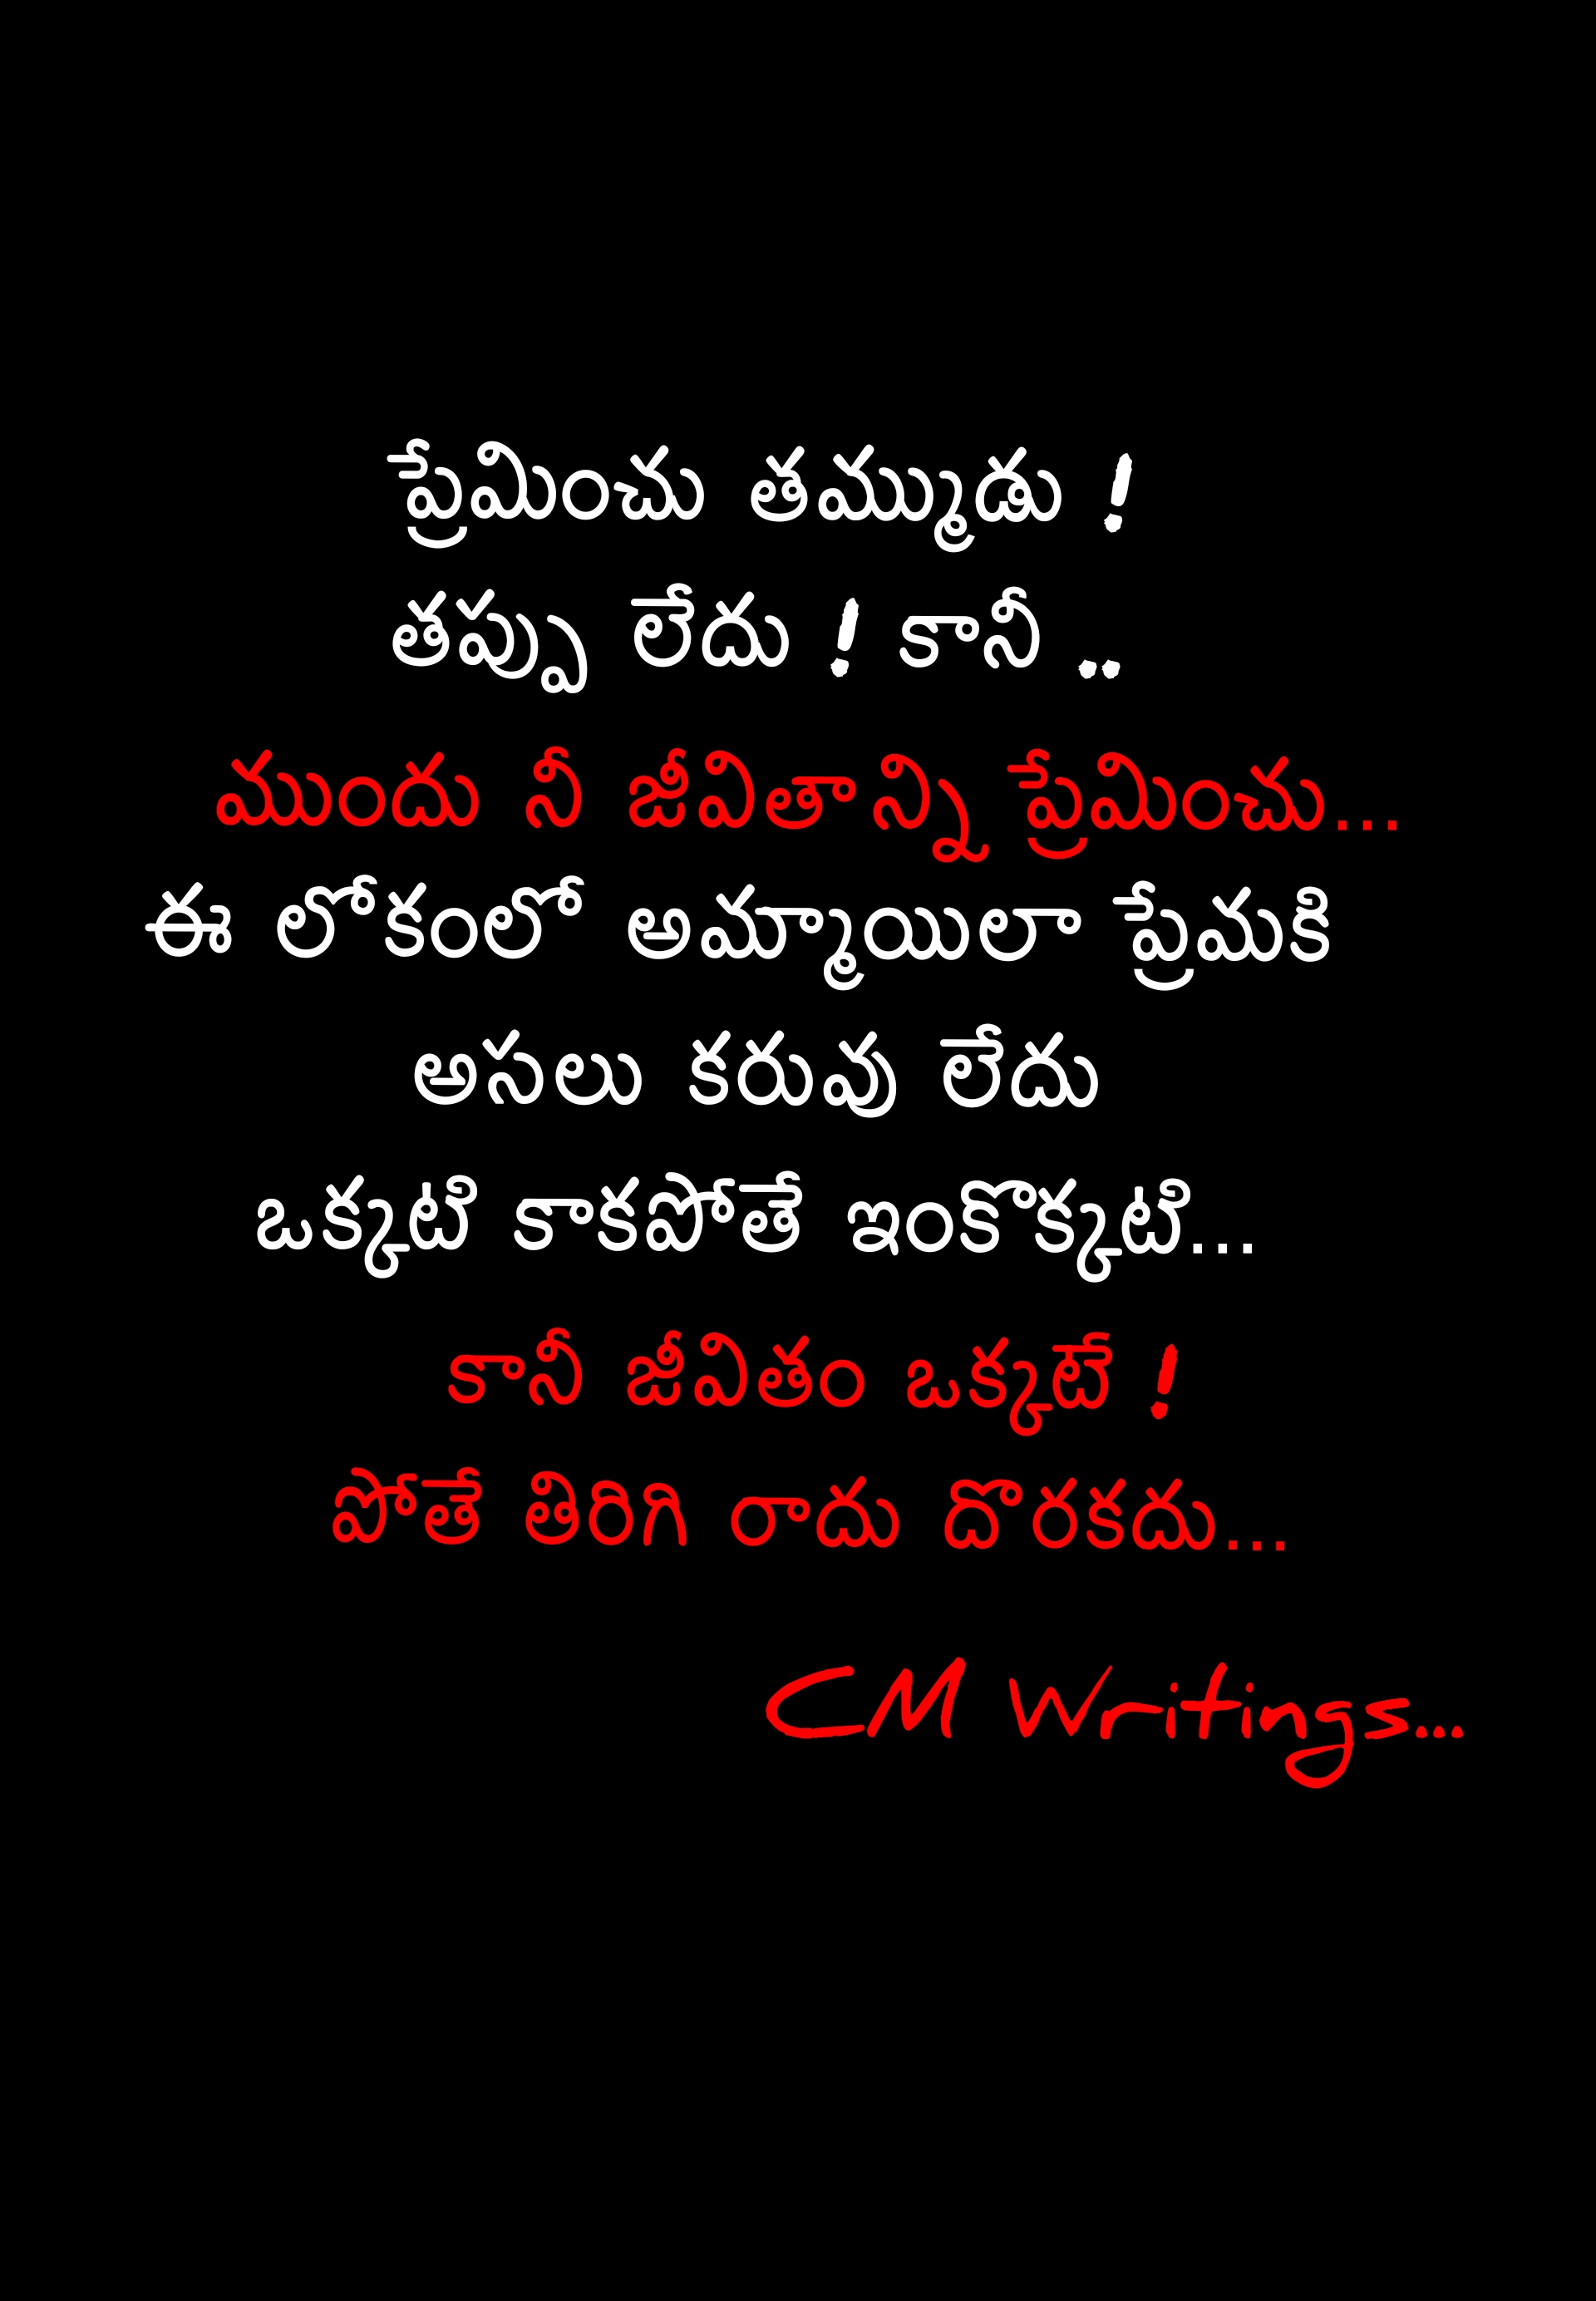 ప్రేమించు తమ్ముడు !
తప్పు లేదు ! కానీ ..
ముందు నీ జీవితాన్ని ప్రేమించు...
ఈ లోకంలో అమ్మాయిలా ప్రేమకి
అసలు కరువు లేదు
ఒక్కటి కాకపోతే ఇంకొక్కటి...
కానీ జీవితం ఒక్కటే !
పోతే తిరిగి రాదు దొరకదు...
CM Writings...